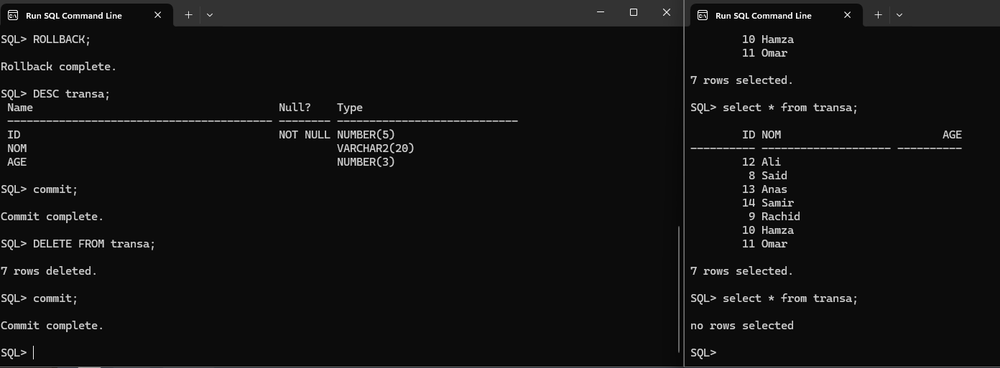 Run SQL Command Line
SQL> ROLLBACK;
Rollback complete.
SQL> DESC transa;
Name Null? Type
----------------------------------------- -------- ----------------------------
ID NOT NULL NUMBER(5)
NOM VARCHAR2(20)
AGE NUMBER(3)
SQL> commit;
Commit complete.
SQL> DELETE FROM transa;
7 rows deleted.
SQL> commit;
Commit complete.
SQL>
Run SQL Command Line
10 Hamza
11 Omar
7 rows selected.
SQL> select * from transa;
ID NOM AGE
---------- -------------------- ----------
12 Ali
8 Said
13 Anas
14 Samir
9 Rachid
10 Hamza
11 Omar
7 rows selected.
SQL> select * from transa;
no rows selected
SQL>